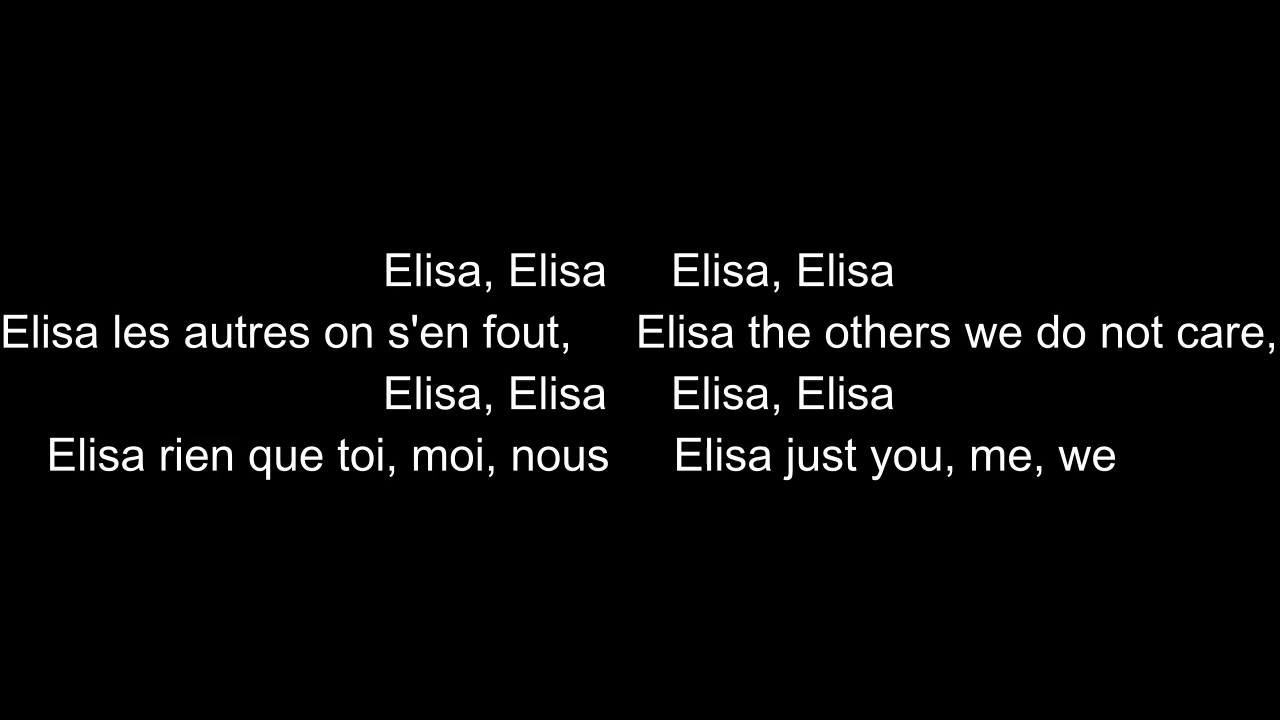 Elisa, Elisa Elisa, Elisa
Elisa les autres on s'en fout, Elisa the others we do not care,
Elisa, Elisa Elisa, Elisa
Elisa rien que toi, moi, nous Elisa just you, me, we